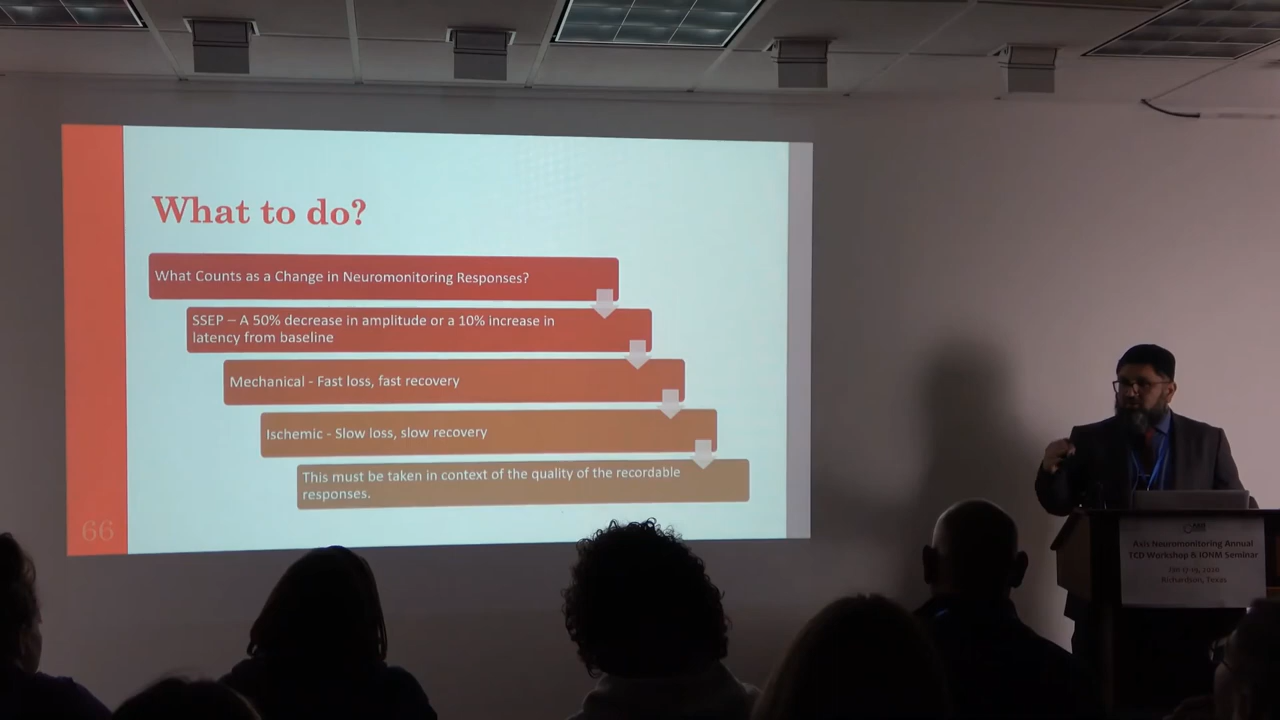 What to do?
What Counts as a Change in Neuromonitoring Responses?
SSEP – A 50% decrease in amplitude or a 10% increase in
latency from baseline
Mechanical - Fast loss, fast recovery
Ischemic - Slow loss, slow recovery
This must be taken in context of the quality of the recordable
responses.
66
Axis Neuromonitoring Annual
TCD Workshop & IONM Seminar
Richardson, Texas